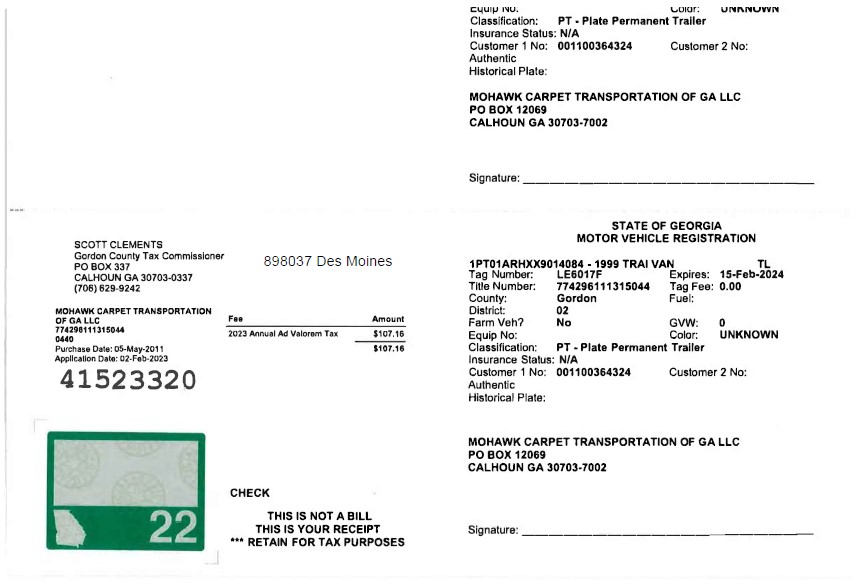 Equip No: Color: UNKNOWN
Classification: PT - Plate Permanent Trailer
Insurance Status: N/A
Customer 1 No: 001100364324 Customer 2 No:
Authentic
Historical Plate:
MOHAWK CARPET TRANSPORTATION OF GA LLC
PO BOX 12069
CALHOUN GA 30703-7002
Signature:
SCOTT CLEMENTS
Gordon County Tax Commissioner
PO BOX 337
CALHOUN GA 30703-0337
(706) 629-9242
898037 Des Moines
MOHAWK CARPET TRANSPORTATION
OF GA LLC
774296111315044
0440
Purchase Date: 05-May-2011
Application Date: 02-Feb-2023
41523320
Fee Amount
2023 Annual Ad Valorem Tax $107.16
$107.16
22
CHECK
THIS IS NOT A BILL
THIS IS YOUR RECEIPT
*** RETAIN FOR TAX PURPOSES
STATE OF GEORGIA
MOTOR VEHICLE REGISTRATION
1PT01ARHXX9014084 - 1999 TRAI VAN TL
Tag Number: LE6017F Expires: 15-Feb-2024
Title Number: 774296111315044 Tag Fee: 0.00
County: Gordon Fuel:
District: 02
Farm Veh? No GVW: 0
Equip No: Color: UNKNOWN
Classification: PT - Plate Permanent Trailer
Insurance Status: N/A
Customer 1 No: 001100364324 Customer 2 No:
Authentic
Historical Plate:
MOHAWK CARPET TRANSPORTATION OF GA LLC
PO BOX 12069
CALHOUN GA 30703-7002
Signature: